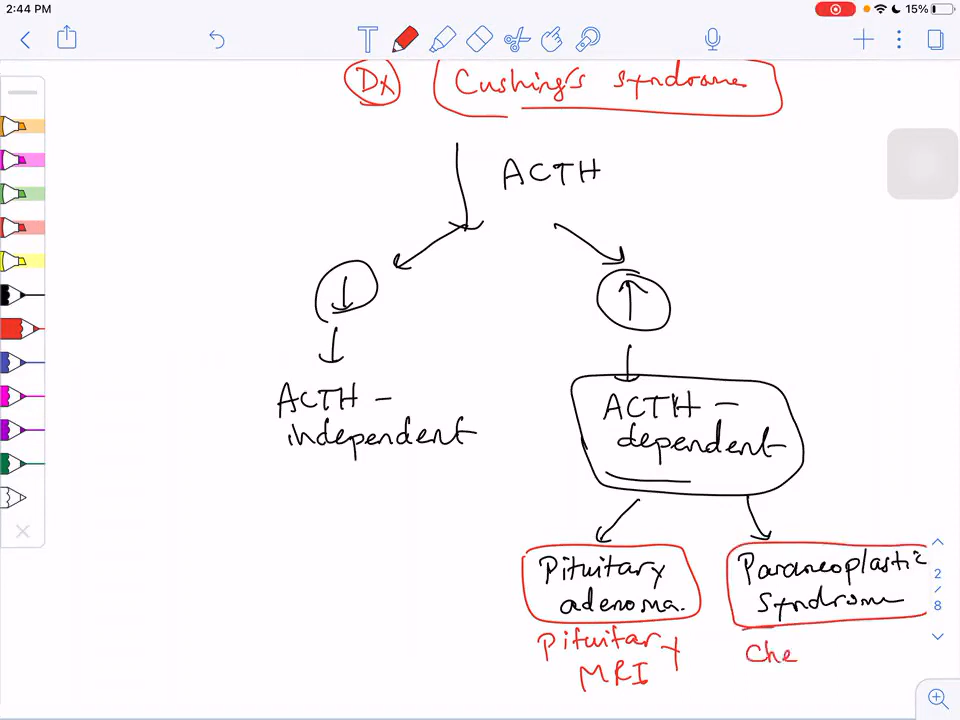 2:44 PM
15%
T
Dx Cushing's syndrome
ACTH
↓ ↑
ACTH - ACTH -
independent dependent
Pituitary Paraneoplastic
adenoma. Syndrome
Pituitary Che
MRI
2
/
8